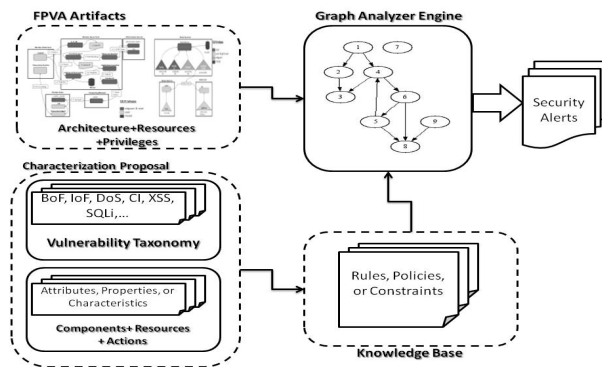 FPVA Artifacts
Architecture+Resources
+Privileges
Graph Analyzer Engine
1
7
2
4
3
6
5
9
8
Security
Alerts
Characterization Proposal
BoF, IoF, DoS, CI, XSS,
SQLi,...
Vulnerability Taxonomy
Attributes, Properties, or
Characteristics
Components+ Resources
+ Actions
Rules, Policies,
or Constraints
Knowledge Base